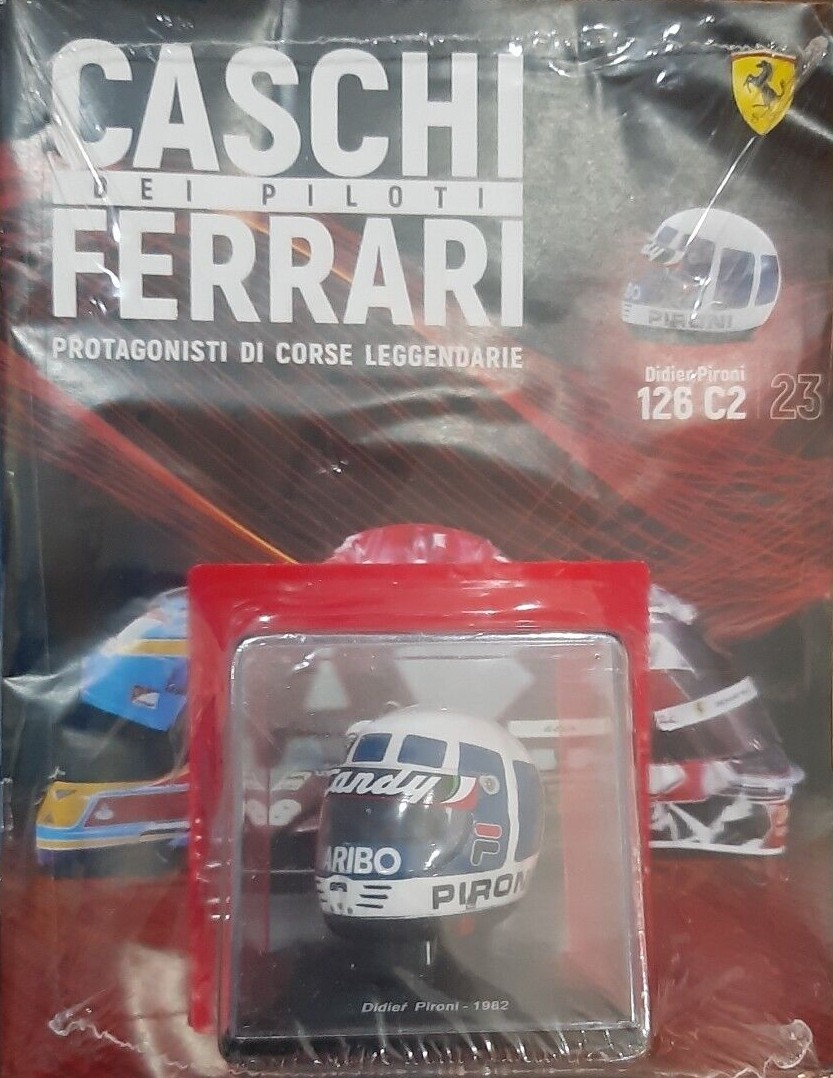 CASCHI
DEI PILOTI
FERRARI
PROTAGONISTI DI CORSE LEGGENDARIE
PIRONI
Didier Pironi
126 C2
23
Candy
ARIBO
PIRON
Didier Pironi - 1982